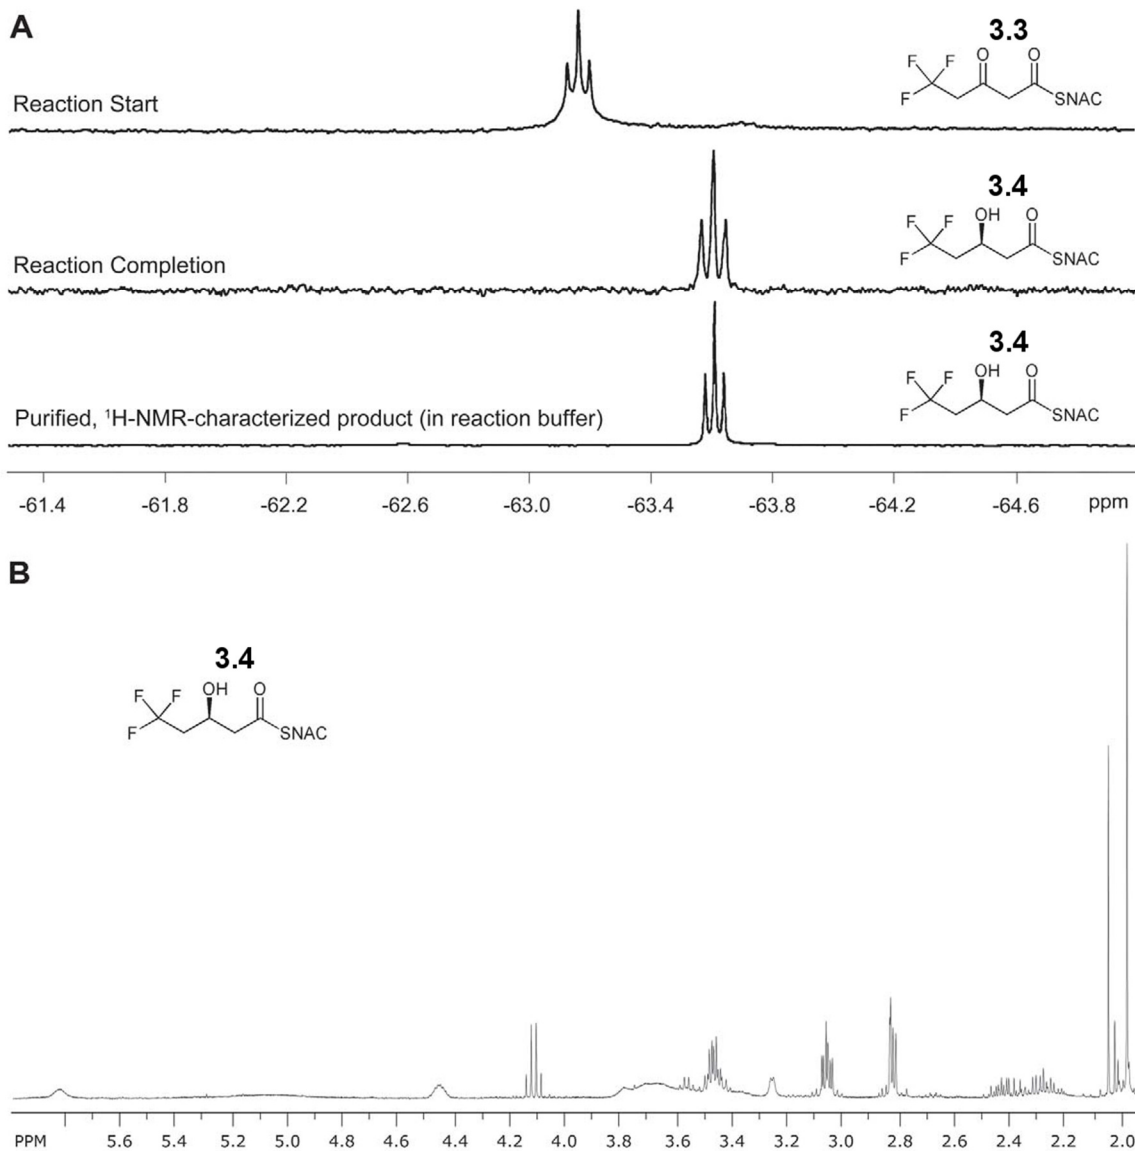 A
3.3
F F O O
F SNAC
Reaction Start
3.4
F F OH O
F SNAC
Reaction Completion
3.4
F F OH O
F SNAC
Purified, ¹H-NMR-characterized product (in reaction buffer)
-61.4 -61.8 -62.2 -62.6 -63.0 -63.4 -63.8 -64.2 -64.6 ppm
B
3.4
F F OH O
F SNAC
PPM 5.6 5.4 5.2 5.0 4.8 4.6 4.4 4.2 4.0 3.8 3.6 3.4 3.2 3.0 2.8 2.6 2.4 2.2 2.0